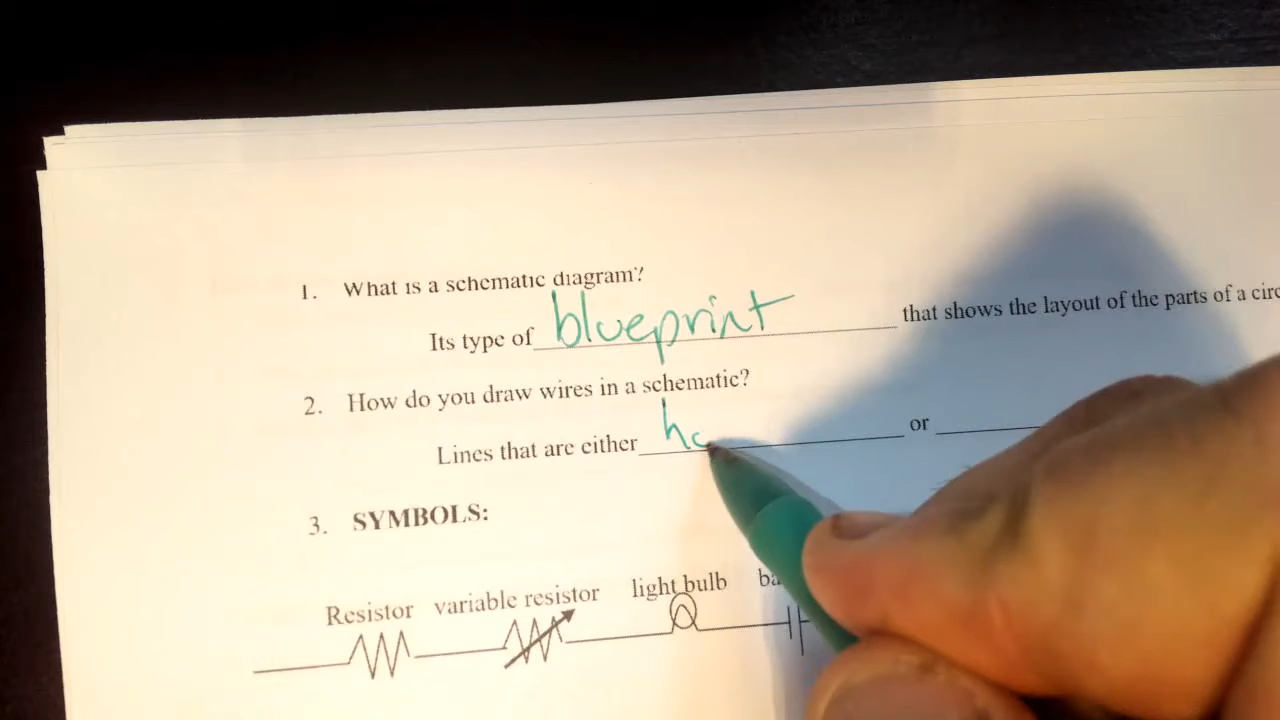 1. What is a schematic diagram?
Its type of blueprint that shows the layout of the parts of a circ
2. How do you draw wires in a schematic?
Lines that are either ho or
3. SYMBOLS:
Resistor variable resistor light bulb ba